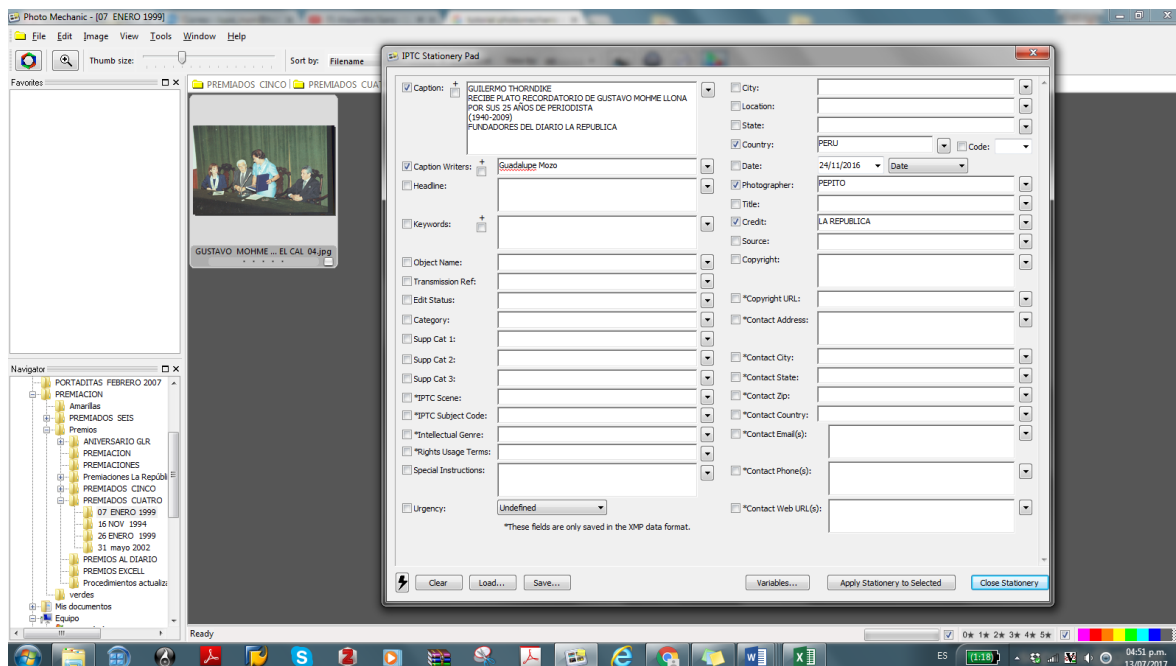 Photo Mechanic - [07 ENERO 1999]
File Edit Image View Tools Window Help
Thumb size:
Sort by: Filename
Favorites
PREMIADOS CINCO
GUSTAVO MOHME ... EL CAL 04.jpg
Navigator
PORTADITAS FEBRERO 2007
PREMIACION
Amarillas
PREMIADOS SEIS
Premios
ANIVERSARIO GLR
PREMIACION
PREMIACIONES
Premiaciones La Repúbli
PREMIADOS CINCO
PREMIADOS CUATRO
07 ENERO 1999
16 NOV 1994
26 ENERO 1999
31 mayo 2002
PREMIOS AL DIARIO
PREMIOS EXCELL
Procedimientos actualiza
verdes
Mis documentos
Equipo
IPTC Stationery Pad
Caption: +
GUILERMO THORNDIKE
RECIBE PLATO RECORDATORIO DE GUSTAVO MOHME LLONA
POR SUS 25 AÑOS DE PERIODISTA
(1940-2009)
FUNDADORES DEL DIARIO LA REPUBLICA
Caption Writers: + Guadalupe Mozo
Headline:
Keywords: +
Object Name:
Transmission Ref:
Edit Status:
Category:
Supp Cat 1:
Supp Cat 2:
Supp Cat 3:
*IPTC Scene:
*IPTC Subject Code:
*Intellectual Genre:
*Rights Usage Terms:
Special Instructions:
Urgency: Undefined
*These fields are only saved in the XMP data format.
City:
Location:
State:
Country: PERU Code:
Date: 24/11/2016 Date
Photographer: PEPITO
Title:
Credit: LA REPUBLICA
Source:
Copyright:
*Copyright URL:
*Contact Address:
*Contact City:
*Contact State:
*Contact Zip:
*Contact Country:
*Contact Email(s):
*Contact Phone(s):
*Contact Web URL(s):
Clear Load... Save... Variables... Apply Stationery to Selected Close Stationery
Ready
0★ 1★ 2★ 3★ 4★ 5★
ES (1:18) 04:51 p.m.